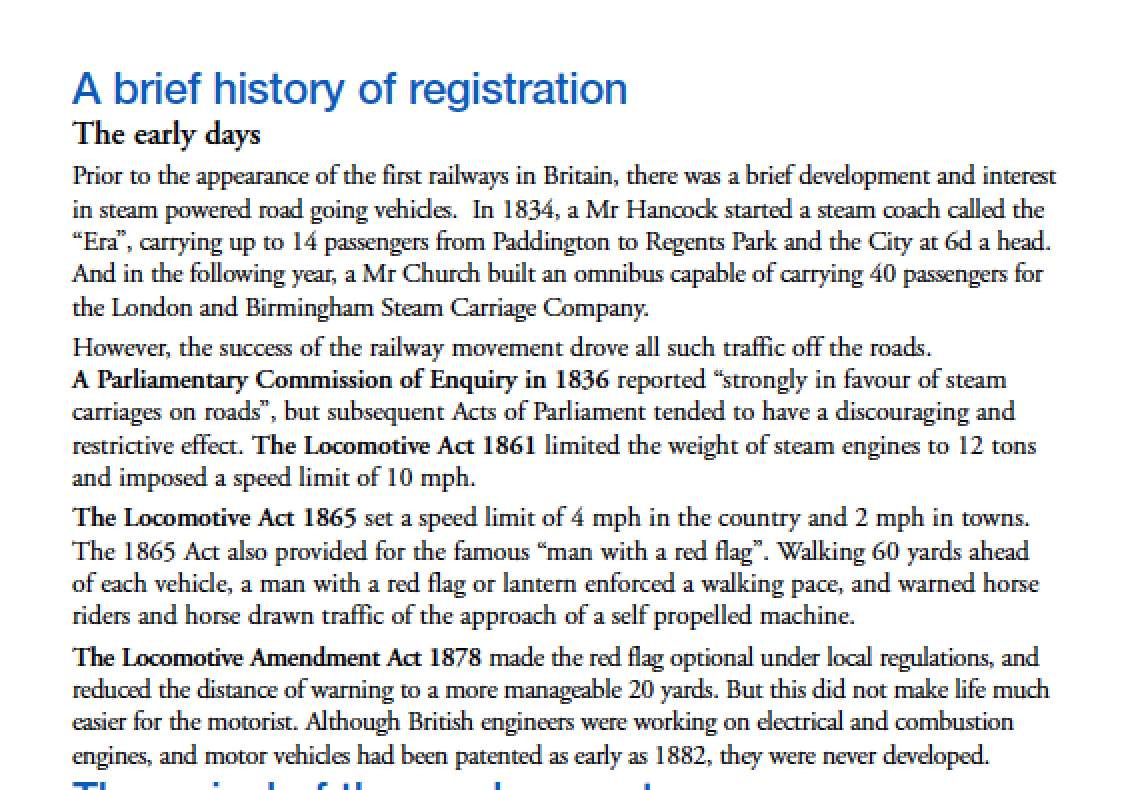 A brief history of registration
The early days
Prior to the appearance of the first railways in Britain, there was a brief development and interest
in steam powered road going vehicles.  In 1834, a Mr Hancock started a steam coach called the
“Era”, carrying up to 14 passengers from Paddington to Regents Park and the City at 6d a head.
And in the following year, a Mr Church built an omnibus capable of carrying 40 passengers for
the London and Birmingham Steam Carriage Company.
However, the success of the railway movement drove all such traffic off the roads.
A Parliamentary Commission of Enquiry in 1836 reported “strongly in favour of steam
carriages on roads”, but subsequent Acts of Parliament tended to have a discouraging and
restrictive effect. The Locomotive Act 1861 limited the weight of steam engines to 12 tons
and imposed a speed limit of 10 mph.
The Locomotive Act 1865 set a speed limit of 4 mph in the country and 2 mph in towns.
The 1865 Act also provided for the famous “man with a red flag”. Walking 60 yards ahead
of each vehicle, a man with a red flag or lantern enforced a walking pace, and warned horse
riders and horse drawn traffic of the approach of a self propelled machine.
The Locomotive Amendment Act 1878 made the red flag optional under local regulations, and
reduced the distance of warning to a more manageable 20 yards. But this did not make life much
easier for the motorist. Although British engineers were working on electrical and combustion
engines, and motor vehicles had been patented as early as 1882, they were never developed.